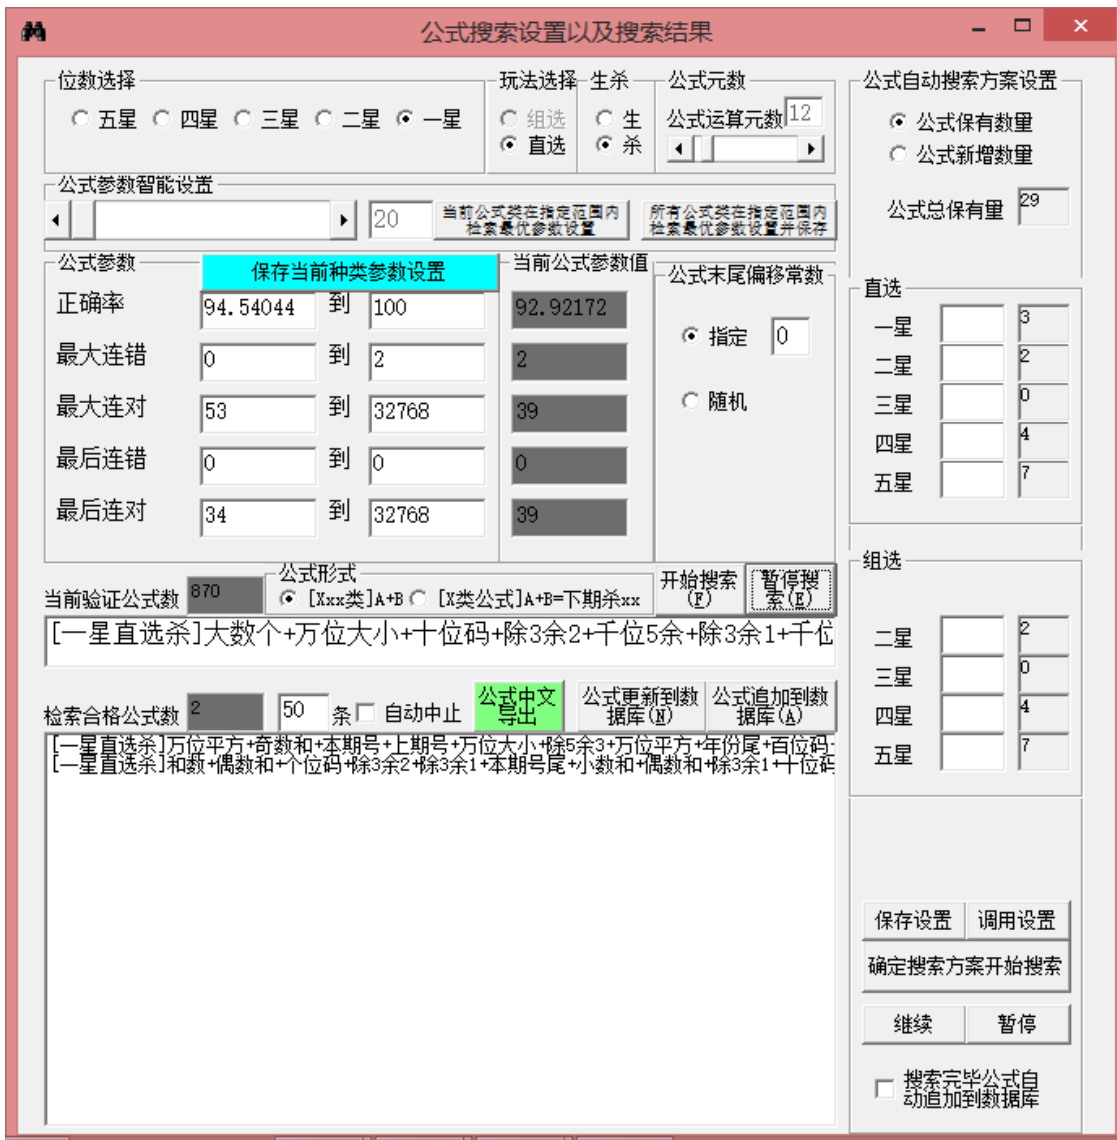 公式搜索设置以及搜索结果
位数选择
五星 四星 三星 二星 一星
玩法选择
组选
直选
生杀
生
杀
公式元数
公式运算元数 12
公式自动搜索方案设置
公式保有数量
公式新增数量
公式总保有量 29
公式参数智能设置
20
当前公式类在指定范围内
检索最优参数设置
所有公式类在指定范围内
检索最优参数设置并保存
公式参数
保存当前种类参数设置
当前公式参数值
正确率 94.54044 到 100 92.92172
最大连错 0 到 2 2
最大连对 53 到 32768 39
最后连错 0 到 0 0
最后连对 34 到 32768 39
公式末尾偏移常数
指定 0
随机
直选
一星 3
二星 2
三星 0
四星 4
五星 7
当前验证公式数 870
公式形式
[Xxx类]A+B [X类公式]A+B=下期杀xx
开始搜索
(F)
暂停搜
索(E)
[一星直选杀]大数个+万位大小+十位码+除3余2+千位5余+除3余1+千位
组选
二星 2
三星 0
四星 4
五星 7
检索合格公式数 2 50 条 自动中止
公式中文
导出
公式更新到数
据库(N)
公式追加到数
据库(A)
[一星直选杀]万位平方+奇数和+本期号+上期号+万位大小+除5余3+万位平方+年份尾+百位码
[一星直选杀]和数+偶数和+个位码+除3余2+除3余1+本期号尾+小数和+偶数和+除3余1+十位码
保存设置 调用设置
确定搜索方案开始搜索
继续 暂停
搜索完毕公式自
动追加到数据库